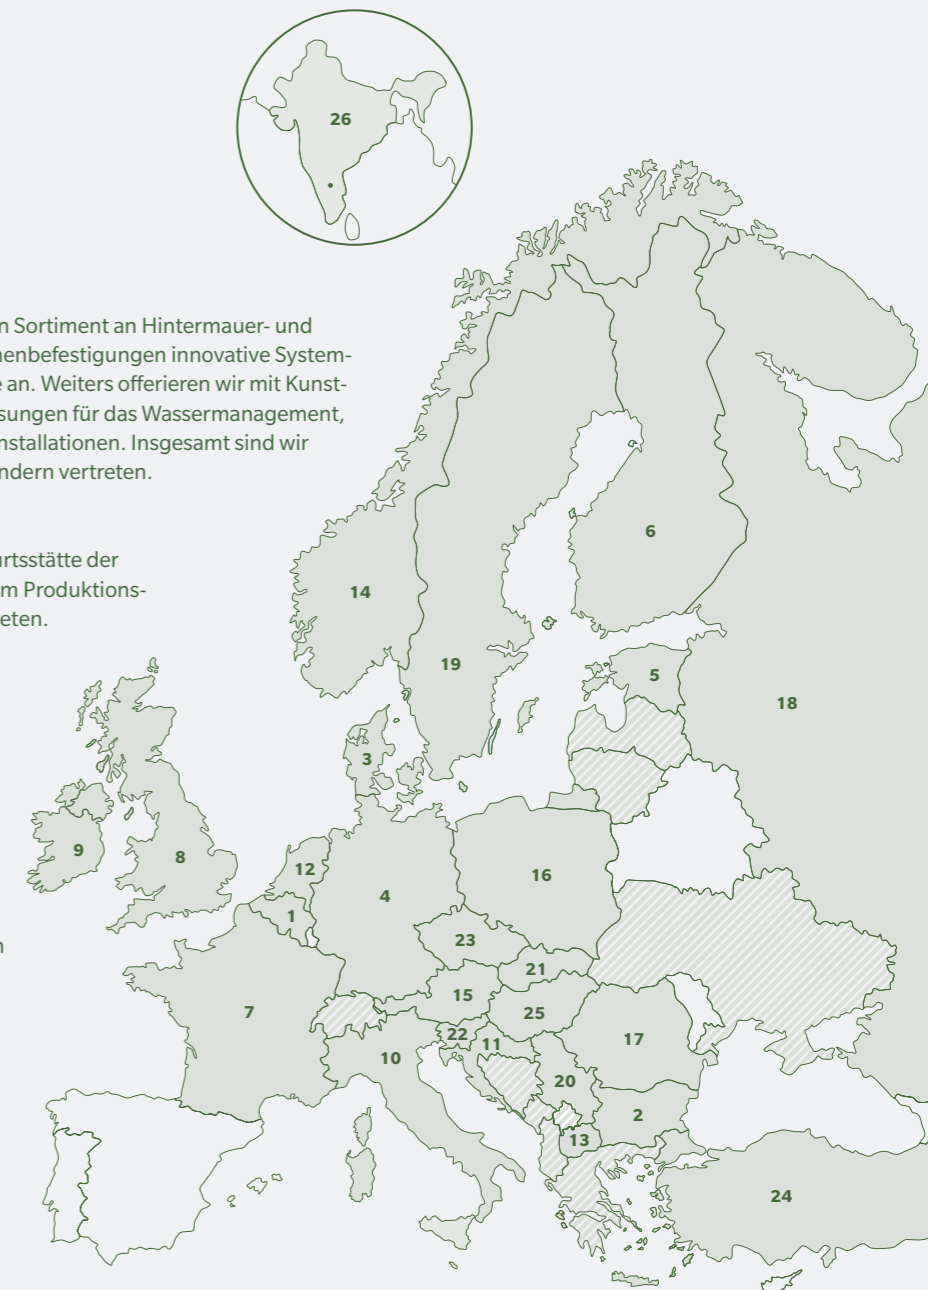 26
n Sortiment an Hintermauer- und
nenbefestigungen innovative System-
e an. Weiters offerieren wir mit Kunst-
sungen für das Wassermanagement,
nstallationen. Insgesamt sind wir
ndern vertreten.
urtsstätte der
m Produktions-
eten.
n
6
14
19
5
18
3
9
8
12
16
4
1
23
21
15
7
25
22
11
17
10
20
2
13
24